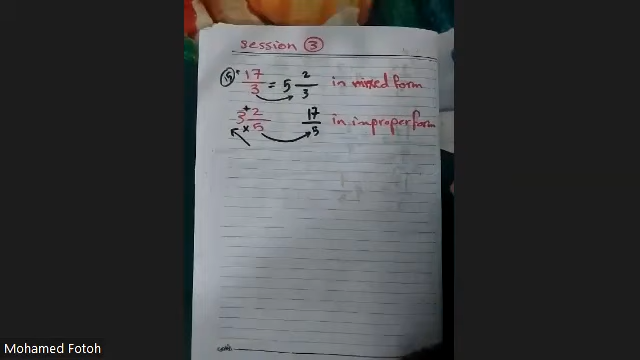 session ③
17/3 = 5 2/3 in mixed form
3 + 2/5 × 17/5 in improper form
Mohamed Fotoh